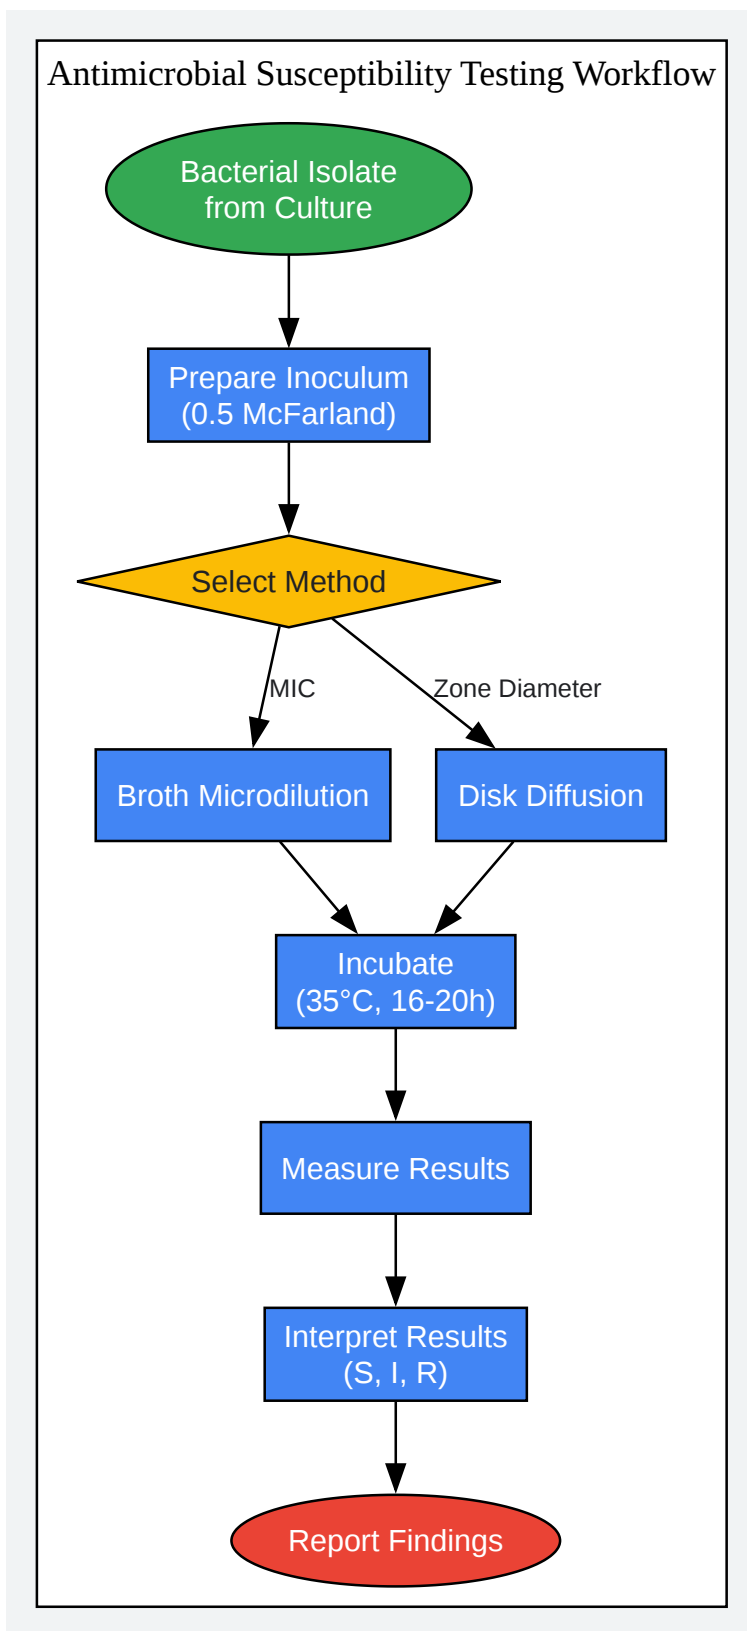 Antimicrobial Susceptibility Testing Workflow
Bacterial Isolate
from Culture
Prepare Inoculum
(0.5 McFarland)
Select Method
MIC
Zone Diameter
Broth Microdilution
Disk Diffusion
Incubate
(35°C, 16-20h)
Measure Results
Interpret Results
(S, I, R)
Report Findings